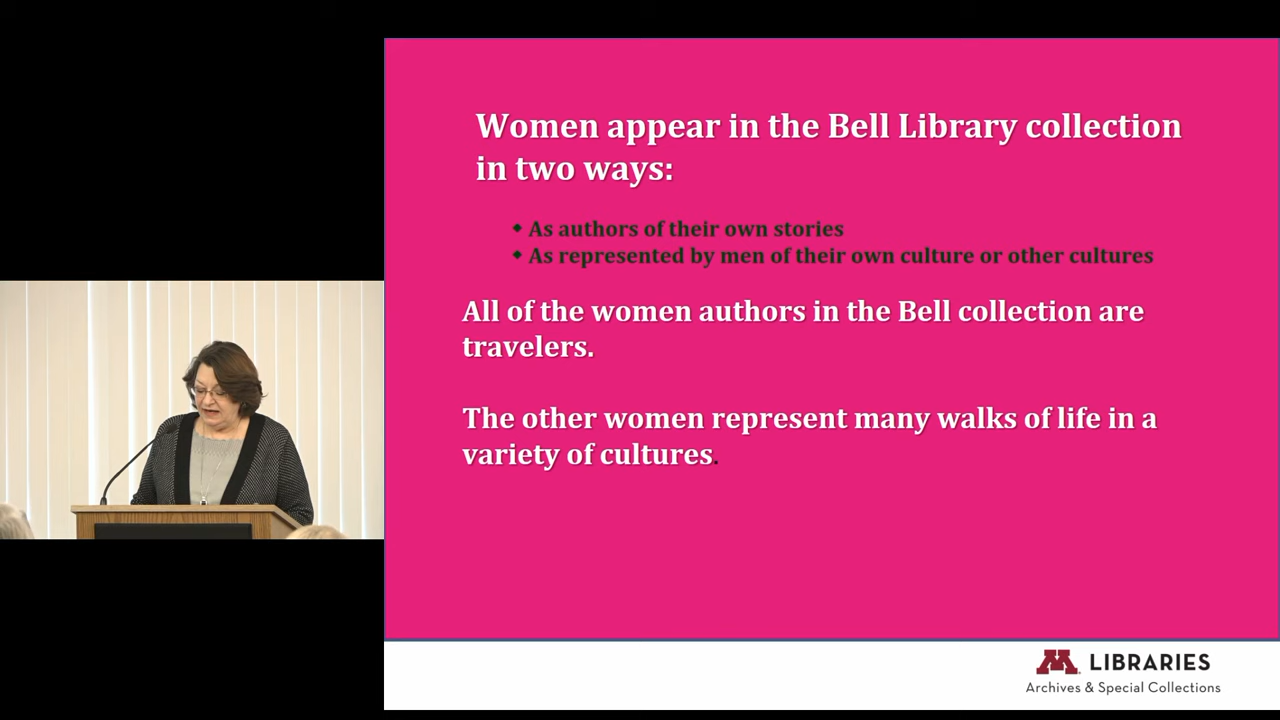 Women appear in the Bell Library collection
in two ways:
◆ As authors of their own stories
◆ As represented by men of their own culture or other cultures
All of the women authors in the Bell collection are
travelers.
The other women represent many walks of life in a
variety of cultures.
M LIBRARIES
Archives & Special Collections